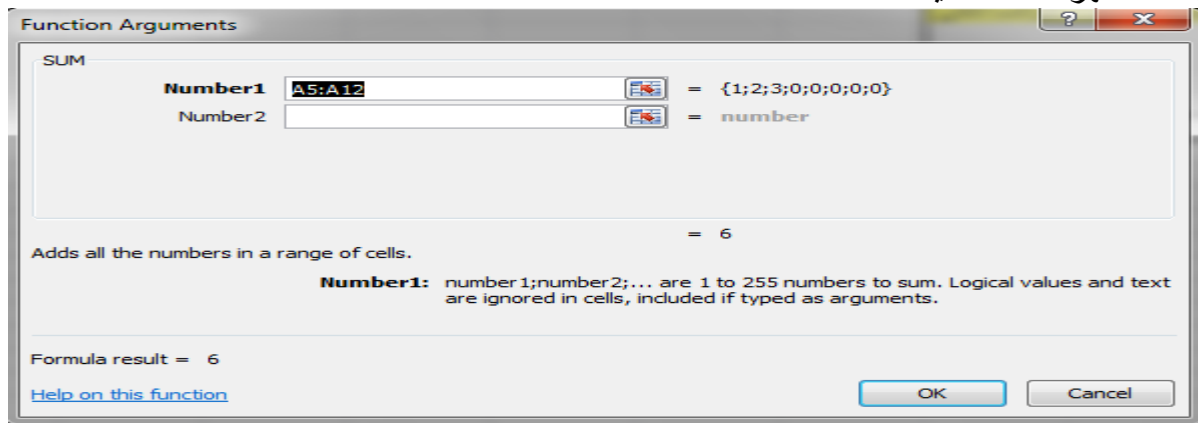 Function Arguments
SUM
Number1 A5:A12 = {1;2;3;0;0;0;0;0}
Number2 = number
= 6
Adds all the numbers in a range of cells.
Number1: number1;number2;... are 1 to 255 numbers to sum. Logical values and text
are ignored in cells, included if typed as arguments.
Formula result = 6
Help on this function
OK Cancel